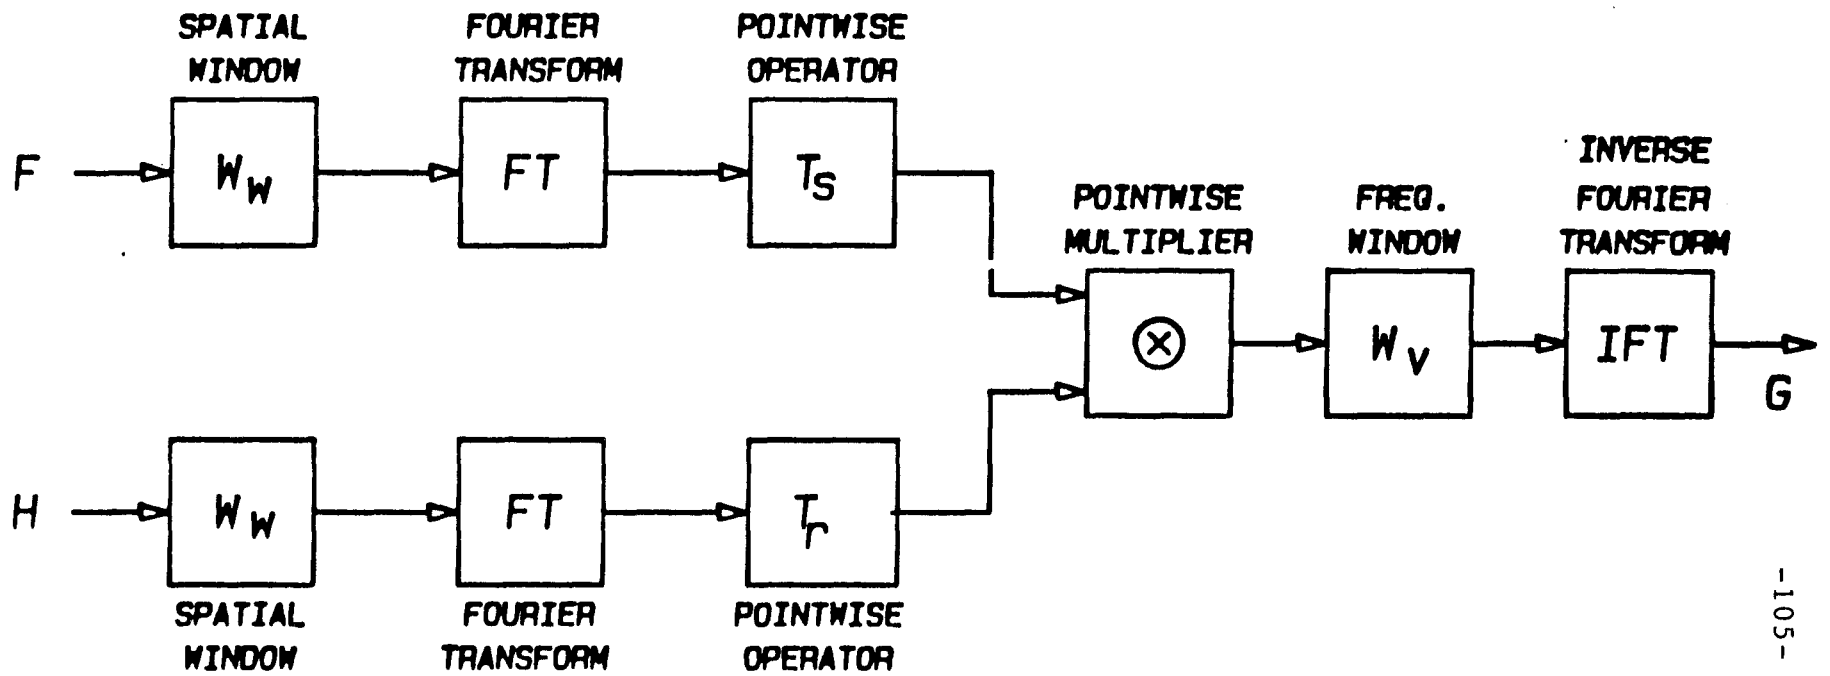 SPATIAL
WINDOW
FOURIER
TRANSFORM
POINTWISE
OPERATOR
F
W_W
FT
T_S
POINTWISE
MULTIPLIER
FREQ.
WINDOW
INVERSE
FOURIER
TRANSFORM
⊗
W_V
IFT
G
H
W_W
FT
T_r
SPATIAL
WINDOW
FOURIER
TRANSFORM
POINTWISE
OPERATOR
-105-